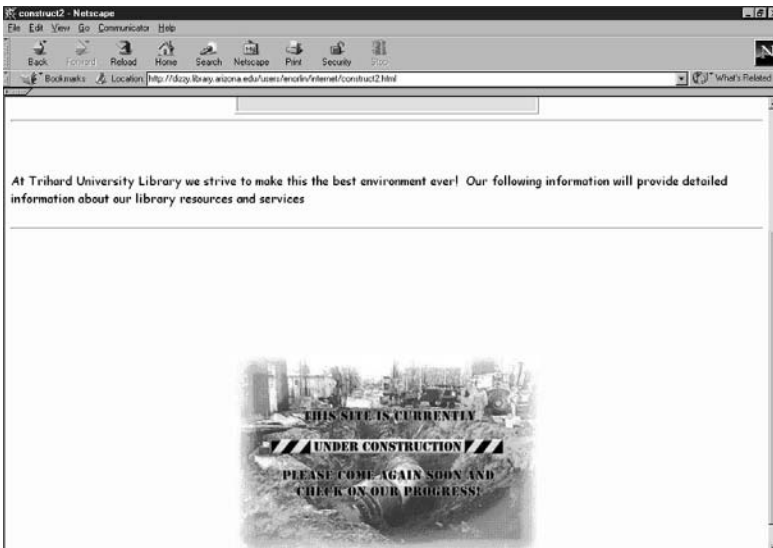 construct2 - Netscape
File Edit View Go Communicator Help
Back Forward Reload Home Search Netscape Print Security Stop
N
Bookmarks Location: http://dizzy.library.arizona.edu/users/enorlin/internet/construct2.html What's Related
At Trihard University Library we strive to make this the best environment ever! Our following information will provide detailed
information about our library resources and services
THIS SITE IS CURRENTLY
UNDER CONSTRUCTION
PLEASE COME AGAIN SOON AND
CHECK ON OUR PROGRESS!